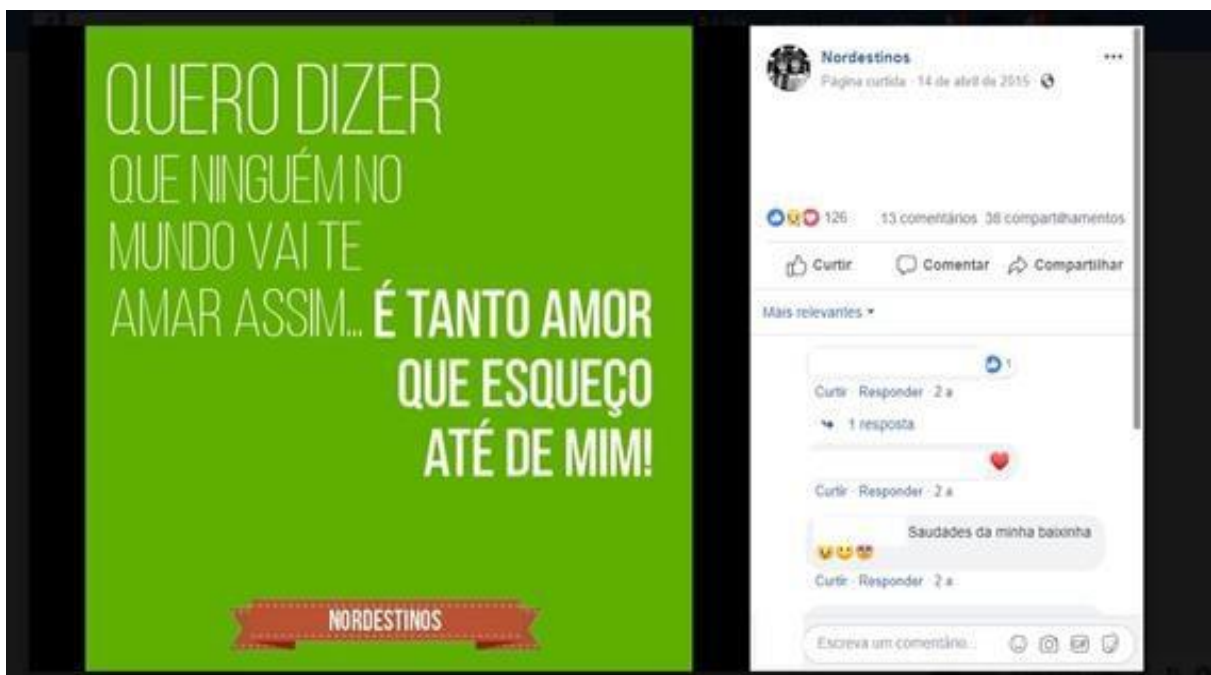 QUERO DIZER
QUE NINGUÉM NO
MUNDO VAI TE
AMAR ASSIM... É TANTO AMOR
QUE ESQUEÇO
ATÉ DE MIM!
NORDESTINOS
Nordestinos
Página curtida · 14 de abril de 2015
126 13 comentários 38 compartilhamentos
Curtir Comentar Compartilhar
Mais relevantes
1
Curtir · Responder · 2 a
1 resposta
Curtir · Responder · 2 a
Saudades da minha baixinha
Curtir · Responder · 2 a
Escreva um comentário...
GIF